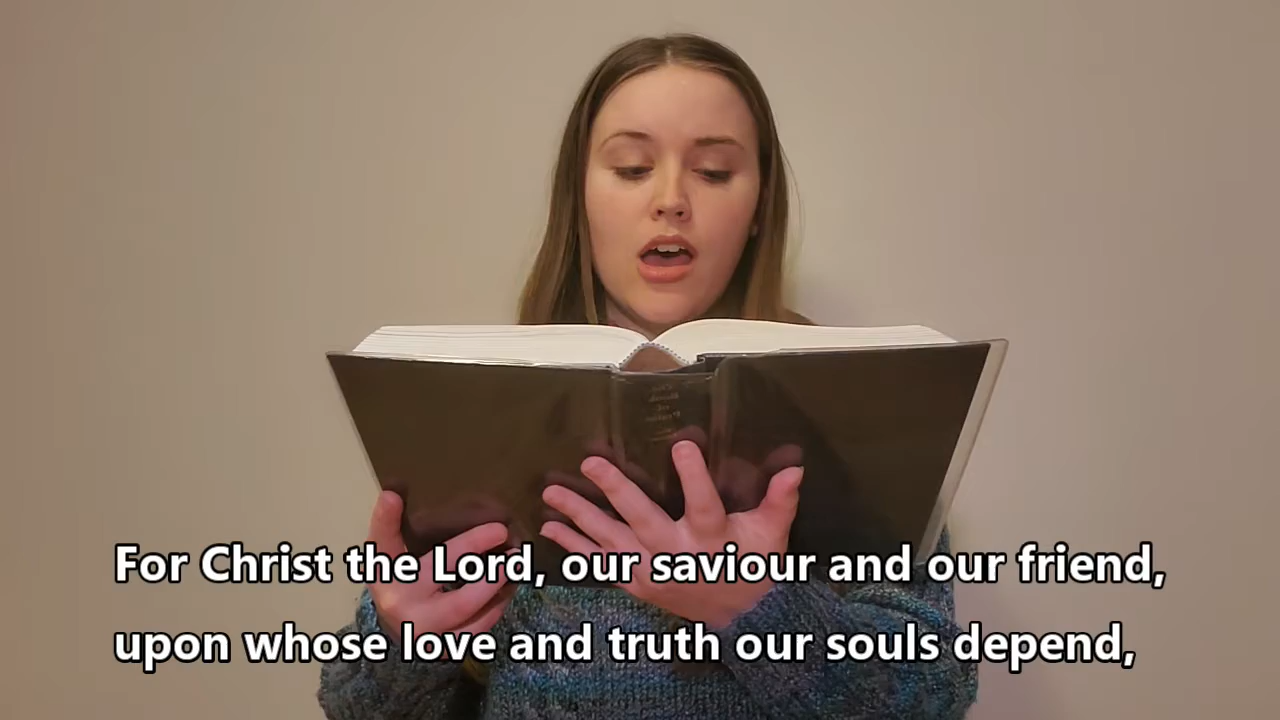 For Christ the Lord, our saviour and our friend,
upon whose love and truth our souls depend,